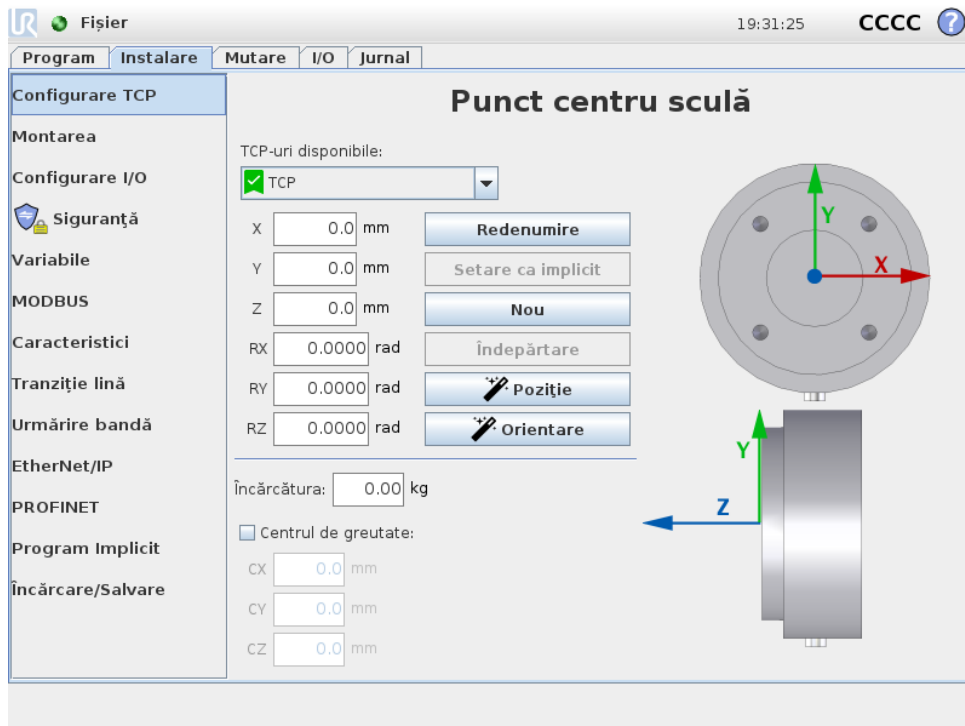 UR Fișier 19:31:25 CCCC ?
Program Instalare Mutare I/O Jurnal
Configurare TCP
Montarea
Configurare I/O
Siguranţă
Variabile
MODBUS
Caracteristici
Tranziție lină
Urmărire bandă
EtherNet/IP
PROFINET
Program Implicit
Încărcare/Salvare
Punct centru sculă
TCP-uri disponibile:
TCP
X 0.0 mm Redenumire
Y 0.0 mm Setare ca implicit
Z 0.0 mm Nou
RX 0.0000 rad Îndepărtare
RY 0.0000 rad Poziţie
RZ 0.0000 rad Orientare
Încărcătura: 0.00 kg
Centrul de greutate:
CX 0.0 mm
CY 0.0 mm
CZ 0.0 mm
Y
X
Y
Z